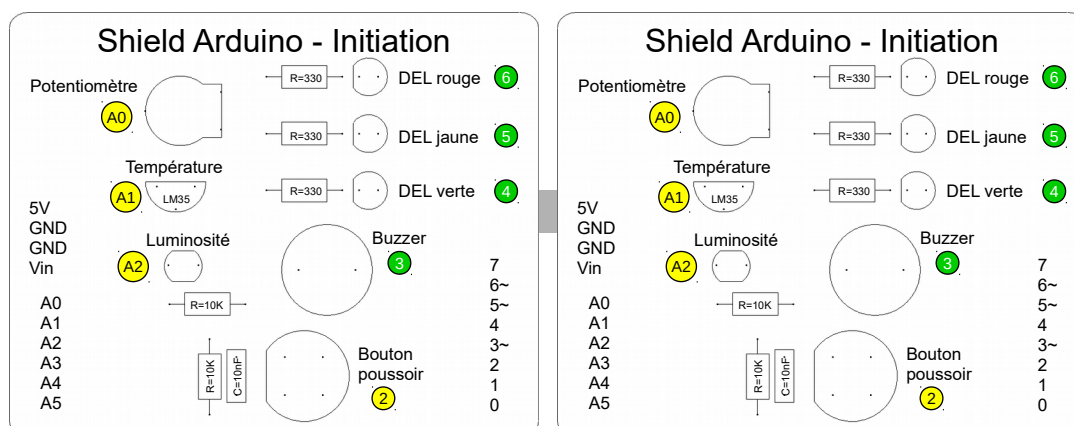 Shield Arduino - Initiation
Potentiomètre
A0
R=330
DEL rouge
6
R=330
DEL jaune
5
Température
A1
LM35
R=330
DEL verte
4
5V
GND
GND
Vin
Luminosité
A2
Buzzer
3
R=10K
A0
A1
A2
A3
A4
A5
R=10K
C=10nF
Bouton
poussoir
2
7
6~
5~
4
3~
2
1
0
Shield Arduino - Initiation
Potentiomètre
A0
R=330
DEL rouge
6
R=330
DEL jaune
5
Température
A1
LM35
R=330
DEL verte
4
5V
GND
GND
Vin
Luminosité
A2
Buzzer
3
R=10K
A0
A1
A2
A3
A4
A5
R=10K
C=10nF
Bouton
poussoir
2
7
6~
5~
4
3~
2
1
0